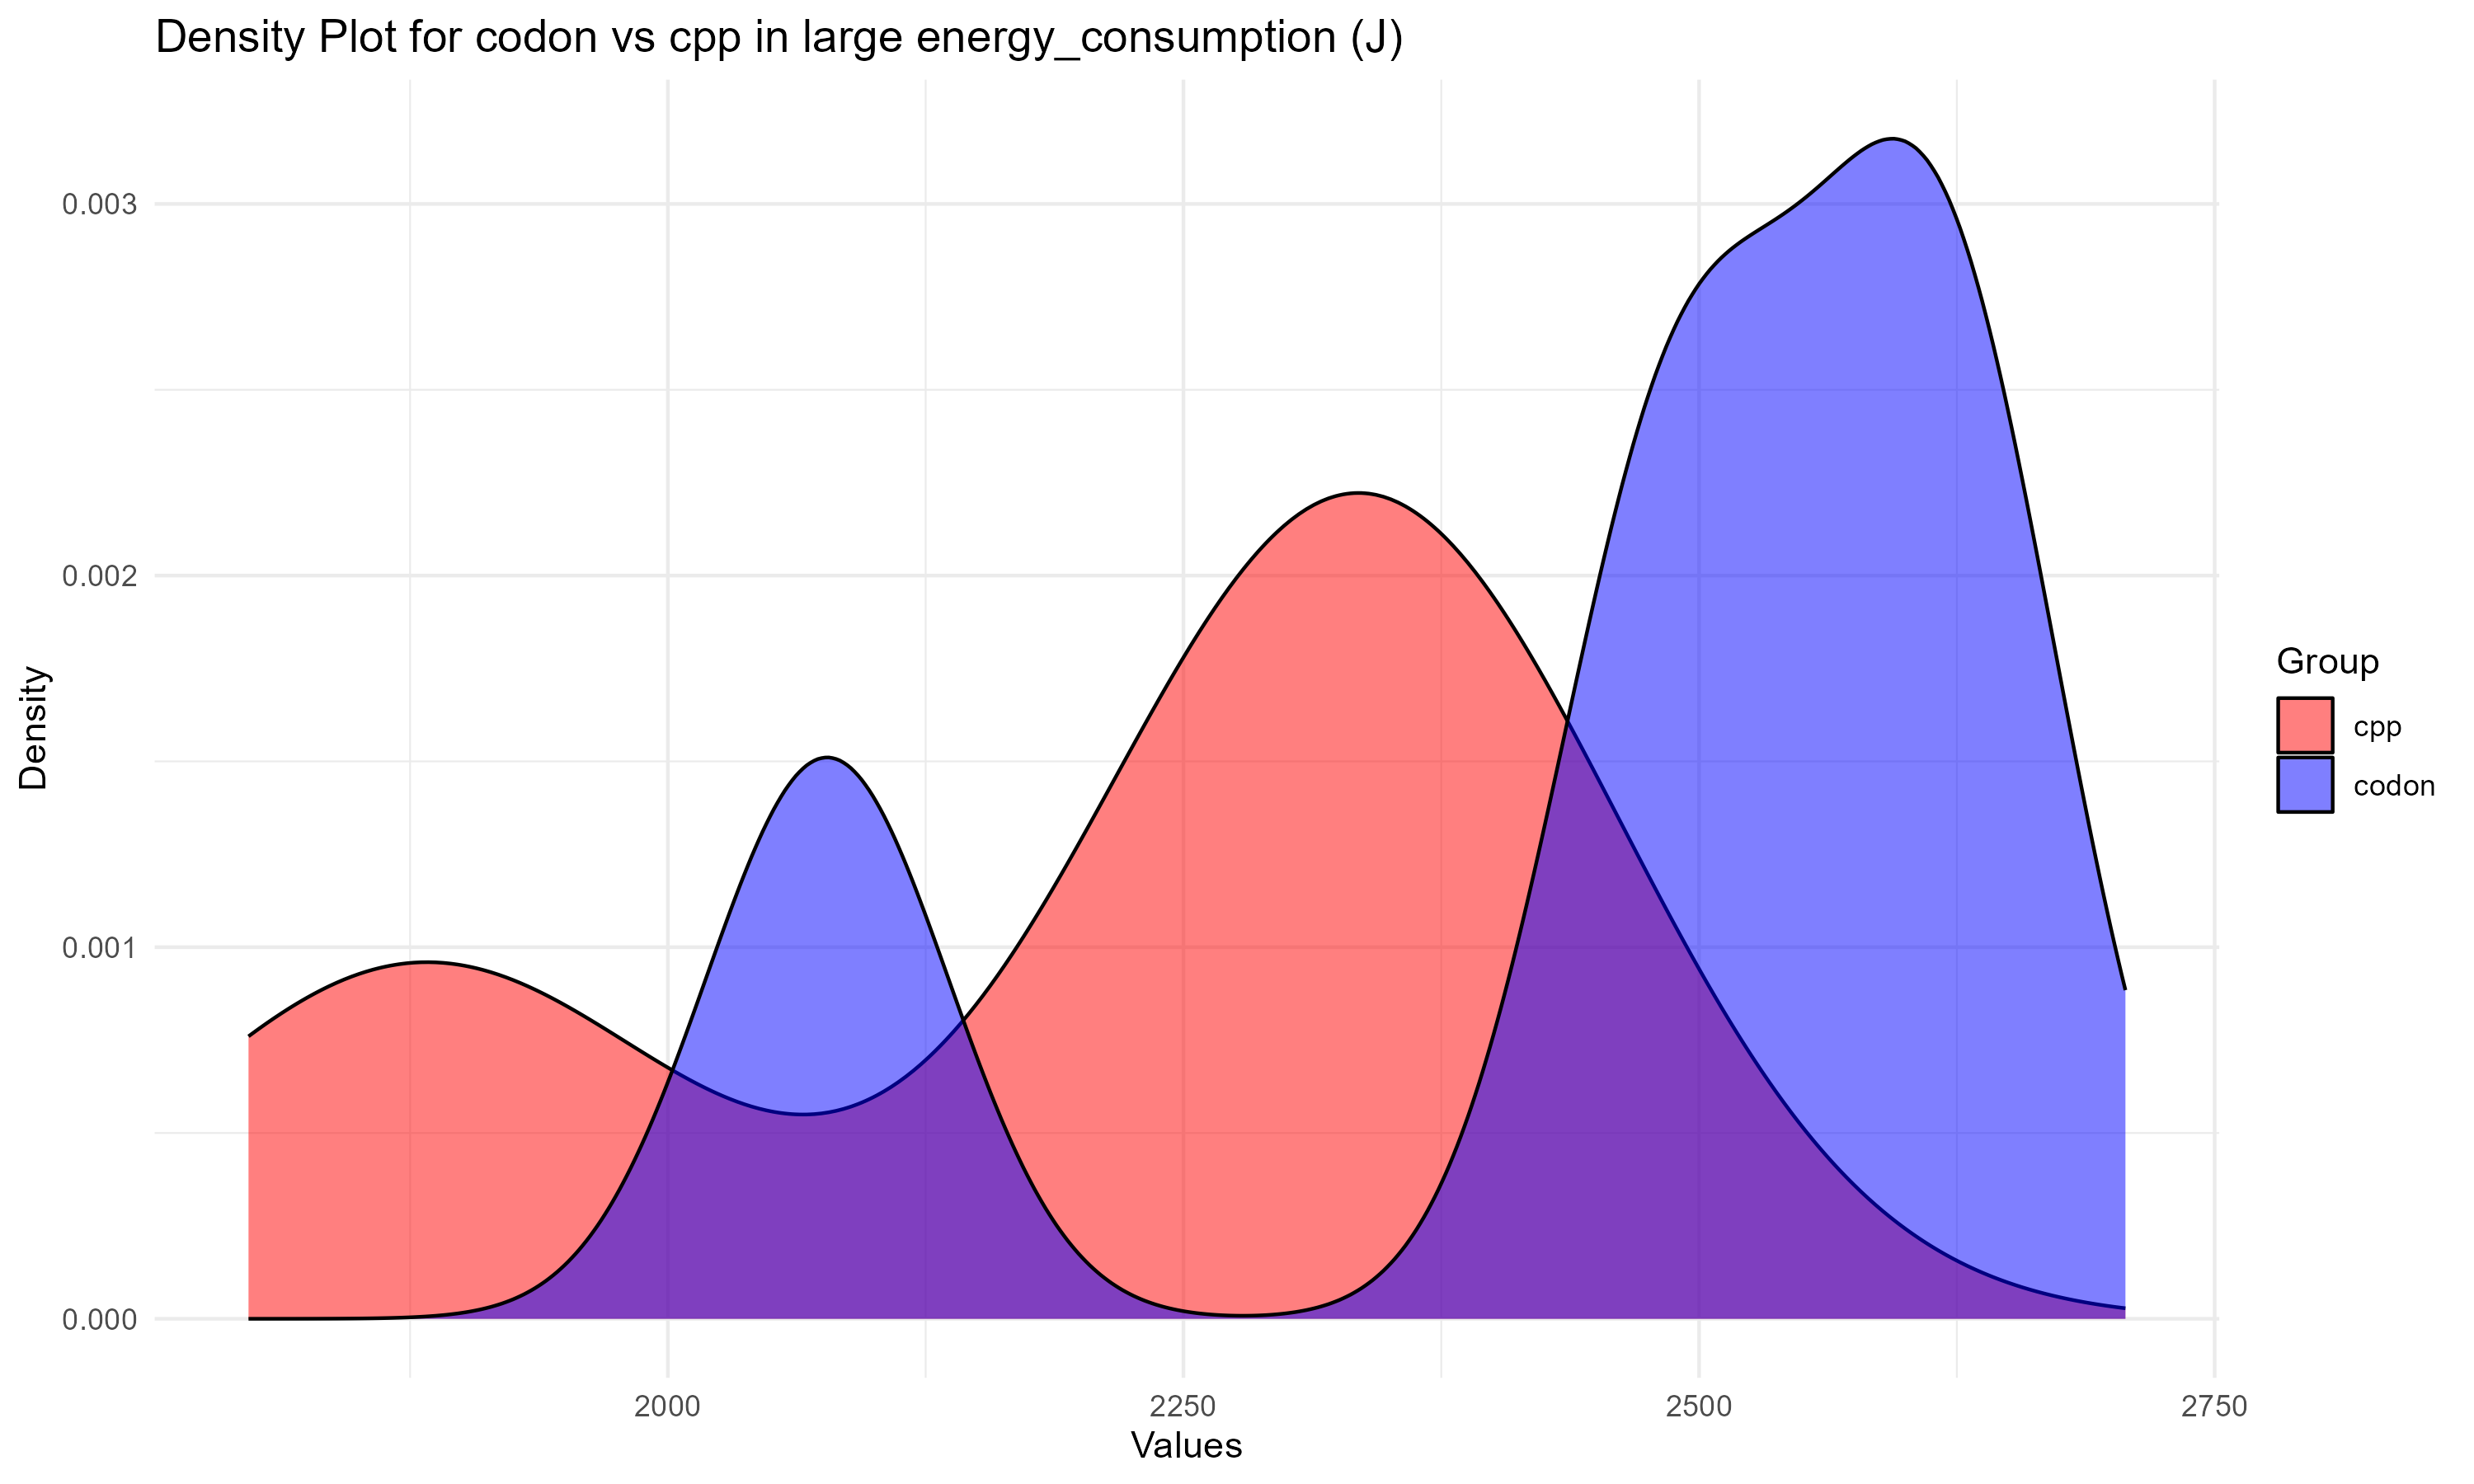 Density Plot for codon vs cpp in large energy_consumption (J)
Density
0.003
0.002
0.001
0.000
2000 2250 2500 2750
Values
Group
cpp
codon